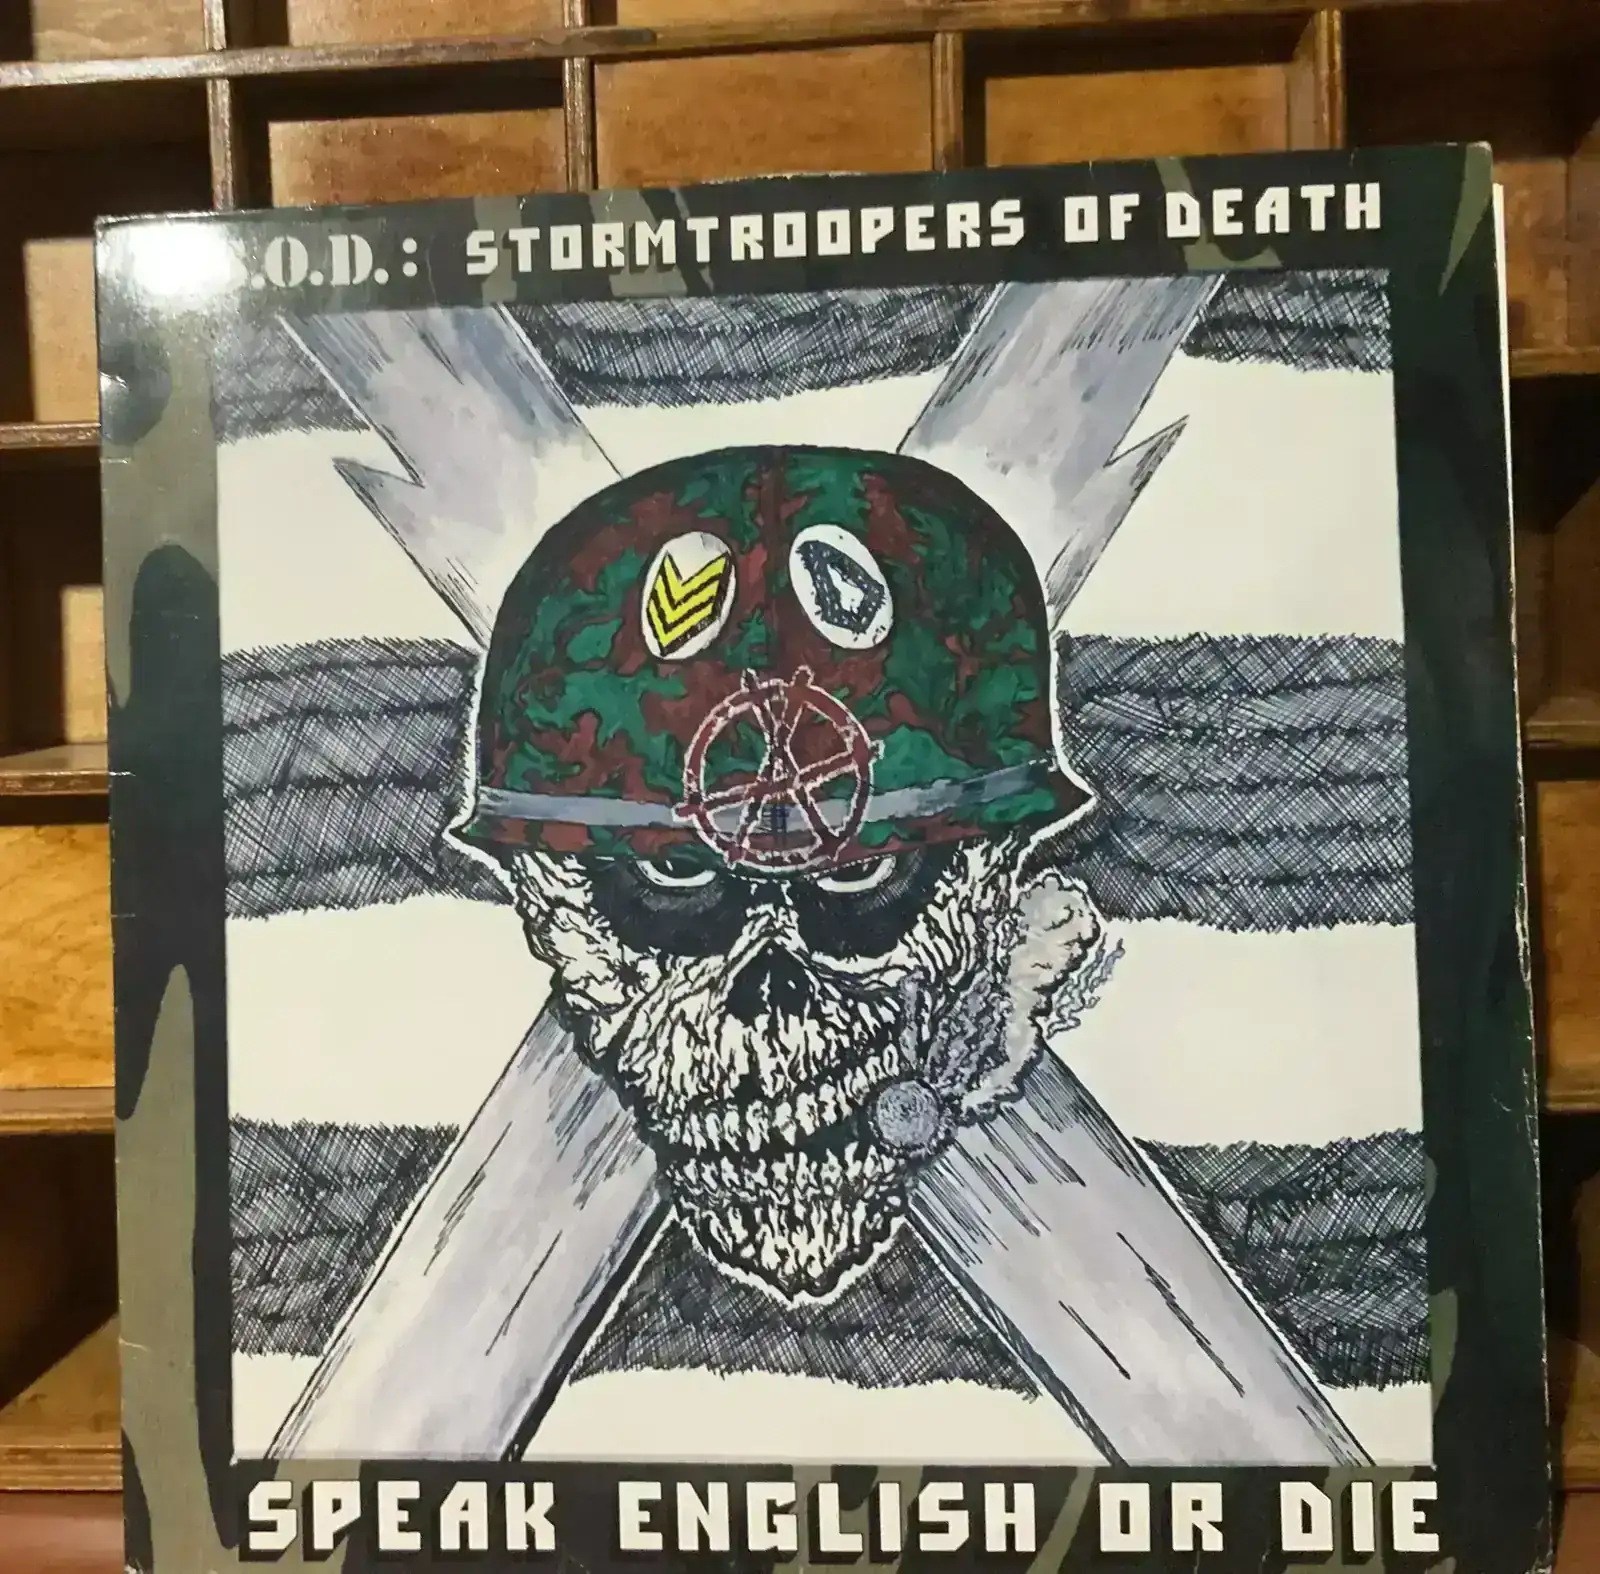 .O.D.: STORMTROOPERS OF DEATH
SPEAK ENGLISH OR DIE